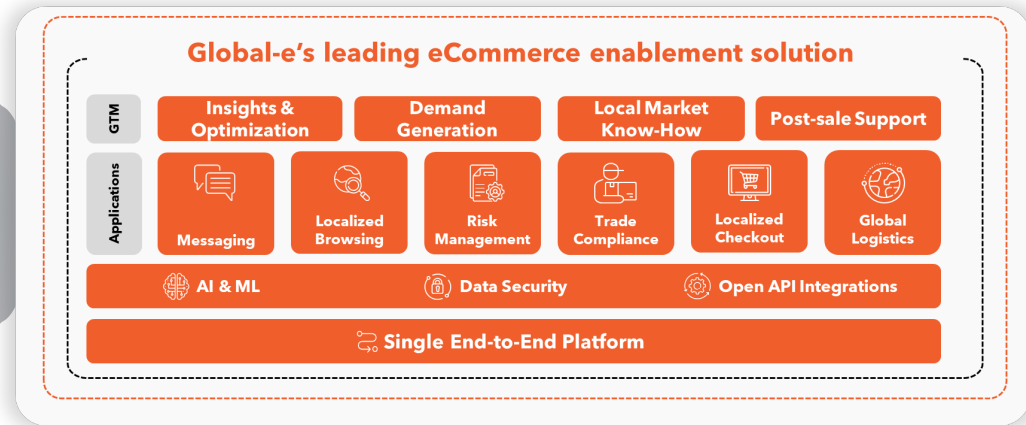 Global-e’s leading eCommerce enablement solution
GTM
Insights &
Optimization
Demand
Generation
Local Market
Know-How
Post-sale Support
Applications
Messaging
Localized
Browsing
Risk
Management
Trade
Compliance
Localized
Checkout
Global
Logistics
AI & ML
Data Security
Open API Integrations
Single End-to-End Platform